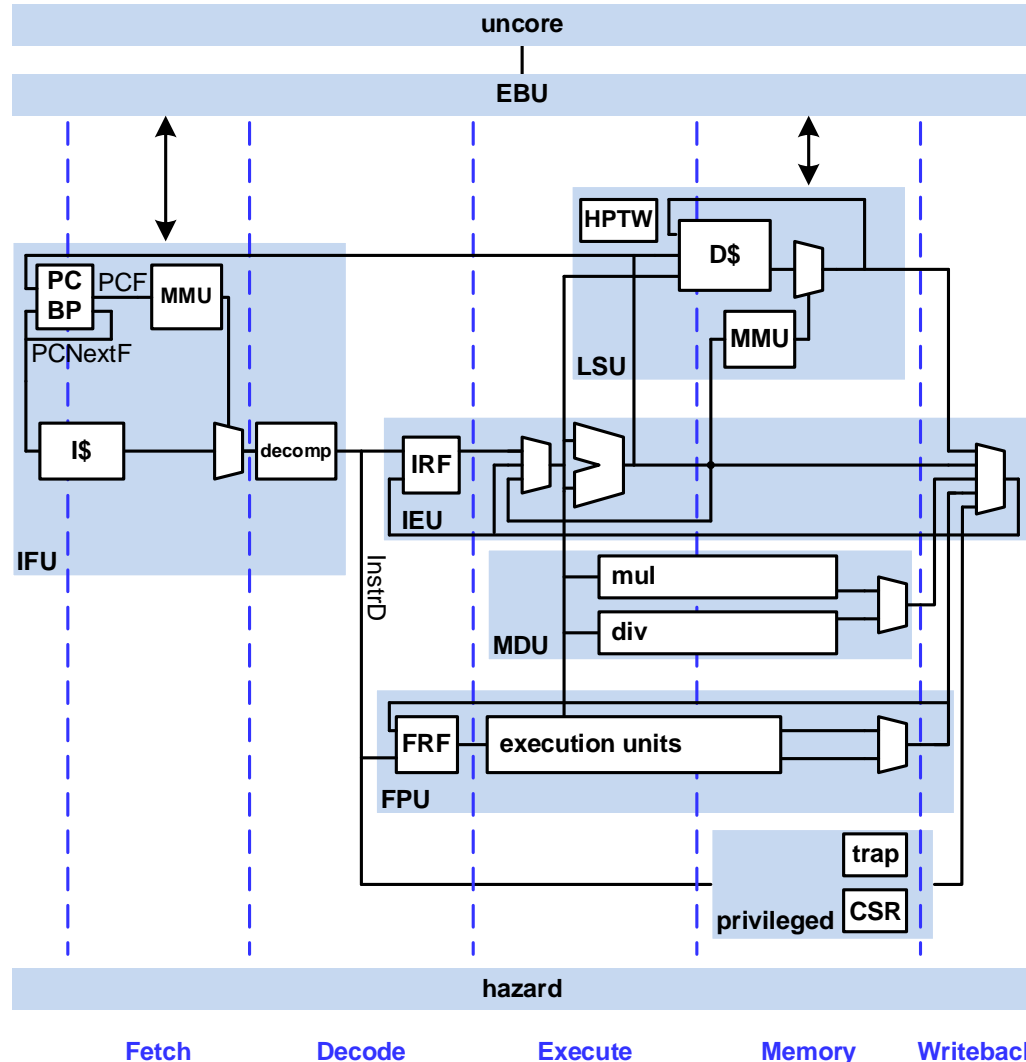 uncore
EBU
HPTW
D$
PC
BP
PCF
MMU
MMU
PCNextF
LSU
I$
decomp
IRF
IEU
IFU
InstrD
mul
div
MDU
FRF
execution units
FPU
trap
CSR
privileged
hazard
Fetch
Decode
Execute
Memory
Writeback